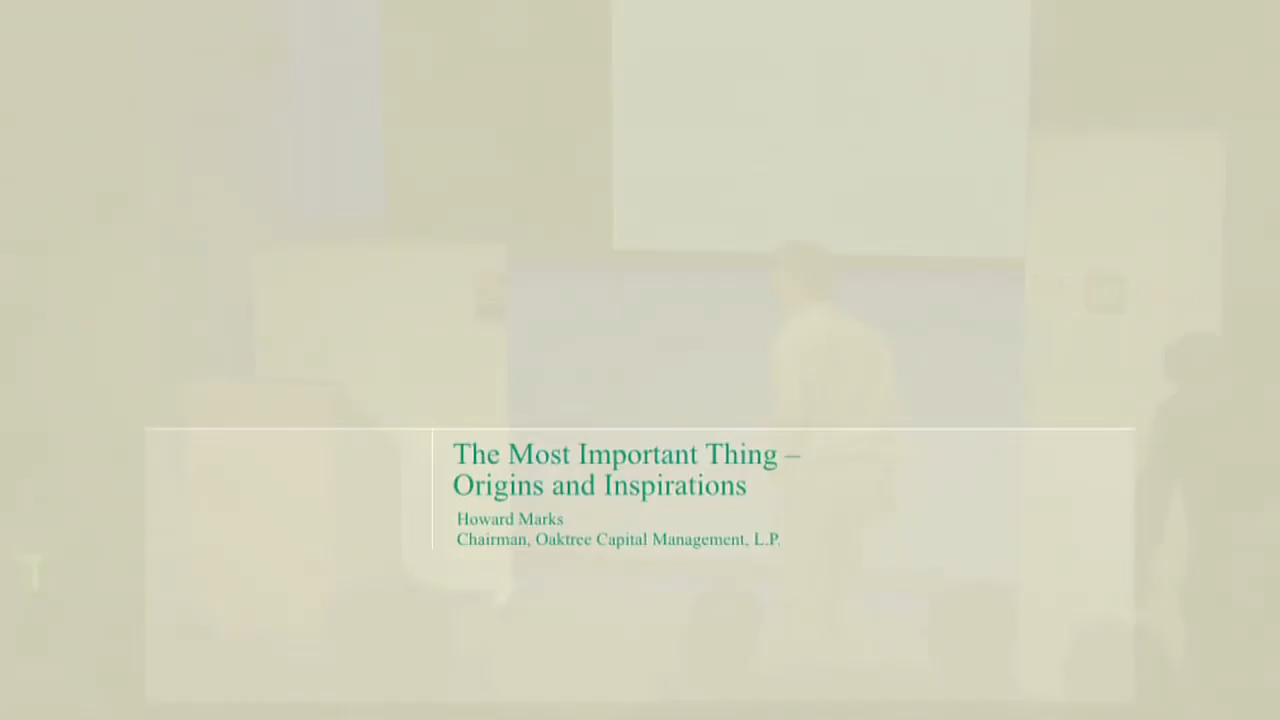 The Most Important Thing –
Origins and Inspirations
Howard Marks
Chairman, Oaktree Capital Management, L.P.